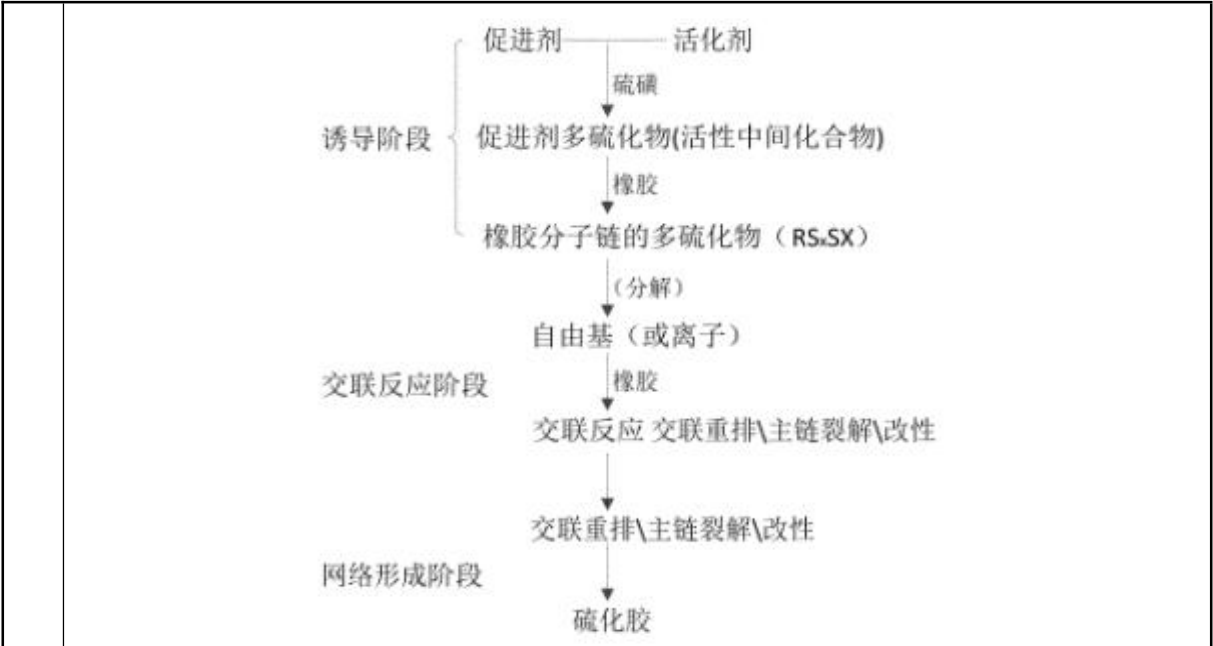 促进剂 活化剂
硫磺
诱导阶段 促进剂多硫化物(活性中间化合物)
橡胶
橡胶分子链的多硫化物（RSₓSX）
（分解）
自由基（或离子）
交联反应阶段 橡胶
交联反应 交联重排\主链裂解\改性
交联重排\主链裂解\改性
网络形成阶段
硫化胶